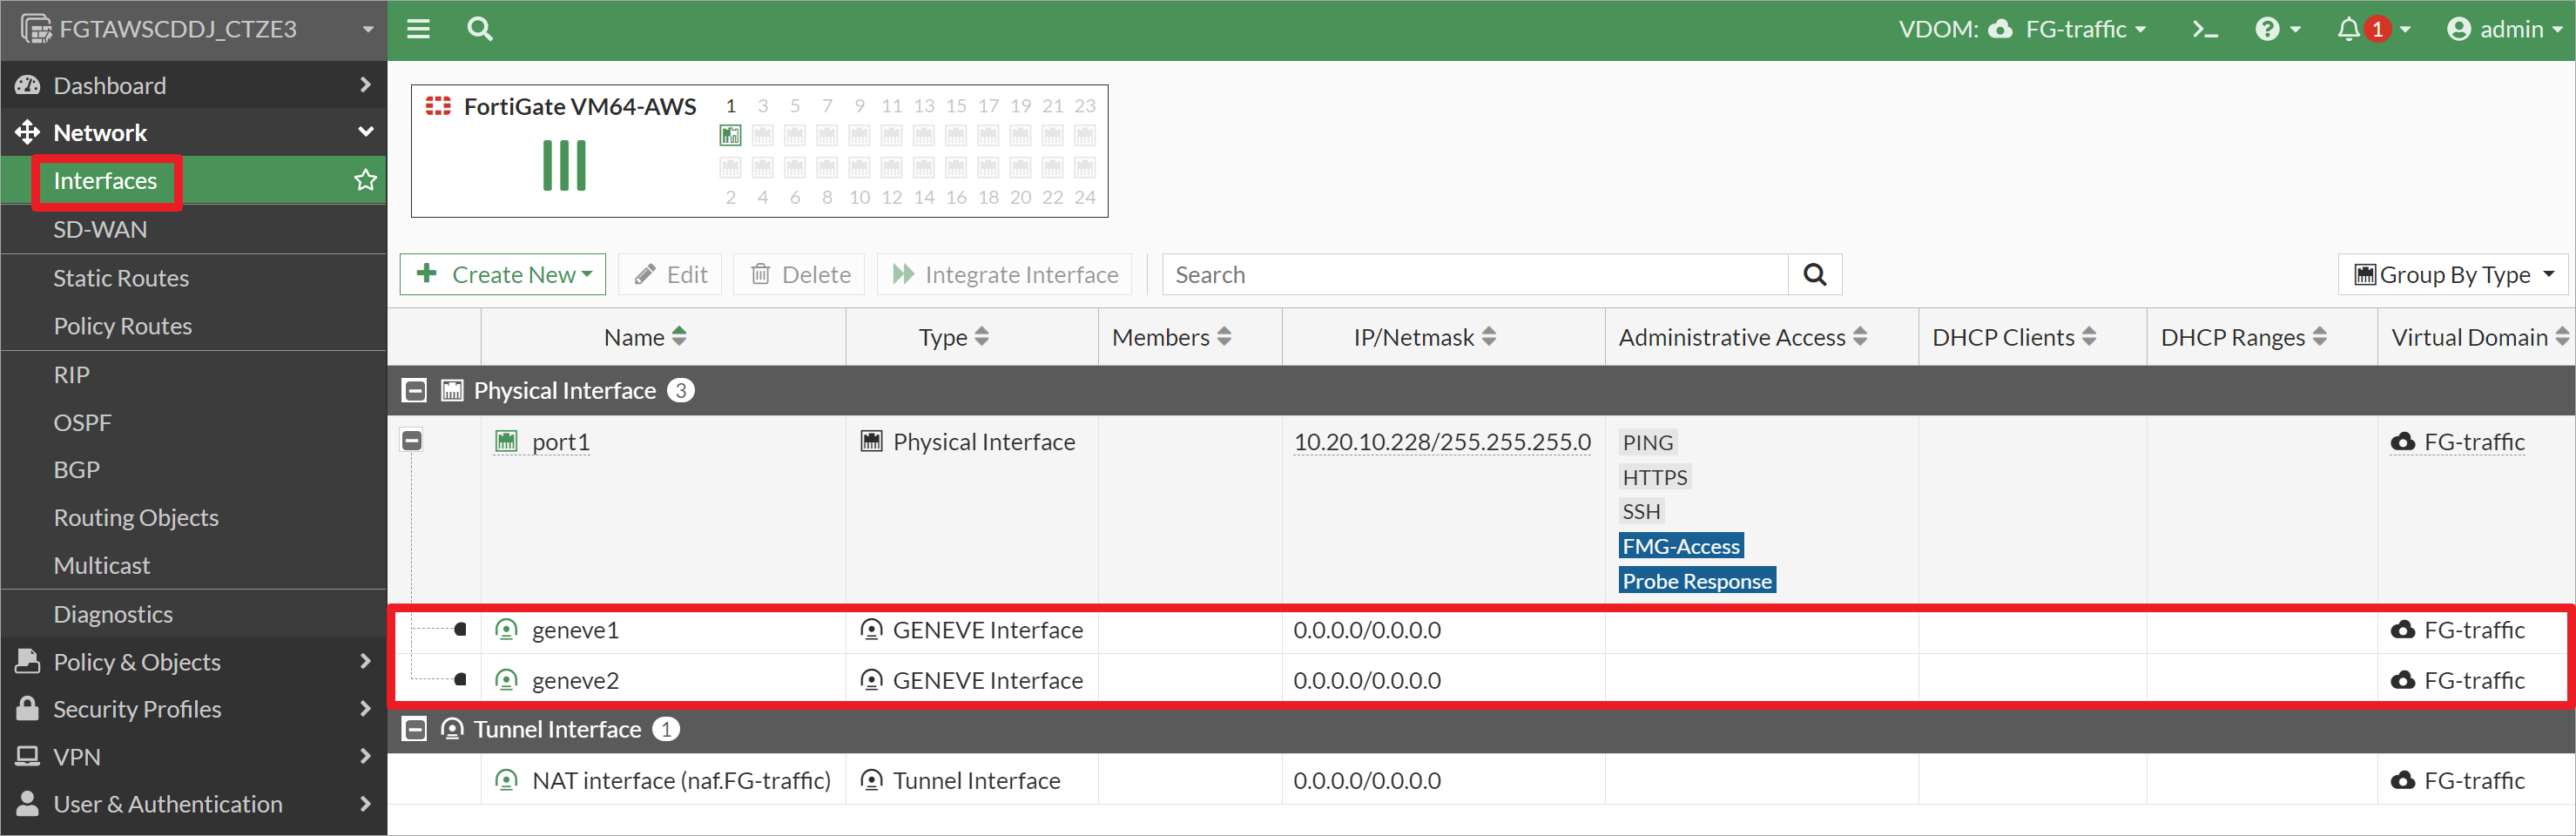 FGTAWSCDDJ_CTZE3
VDOM: FG-traffic
1
admin
Dashboard
Network
Interfaces
SD-WAN
Static Routes
Policy Routes
RIP
OSPF
BGP
Routing Objects
Multicast
Diagnostics
Policy & Objects
Security Profiles
VPN
User & Authentication
FortiGate VM64-AWS
1 3 5 7 9 11 13 15 17 19 21 23
2 4 6 8 10 12 14 16 18 20 22 24
Create New Edit Delete Integrate Interface Search Group By Type
Name Type Members IP/Netmask Administrative Access DHCP Clients DHCP Ranges Virtual Domain
Physical Interface 3
port1 Physical Interface 10.20.10.228/255.255.255.0 PING FG-traffic
HTTPS
SSH
FMG-Access
Probe Response
geneve1 GENEVE Interface 0.0.0.0/0.0.0.0 FG-traffic
geneve2 GENEVE Interface 0.0.0.0/0.0.0.0 FG-traffic
Tunnel Interface 1
NAT interface (naf.FG-traffic) Tunnel Interface 0.0.0.0/0.0.0.0 FG-traffic